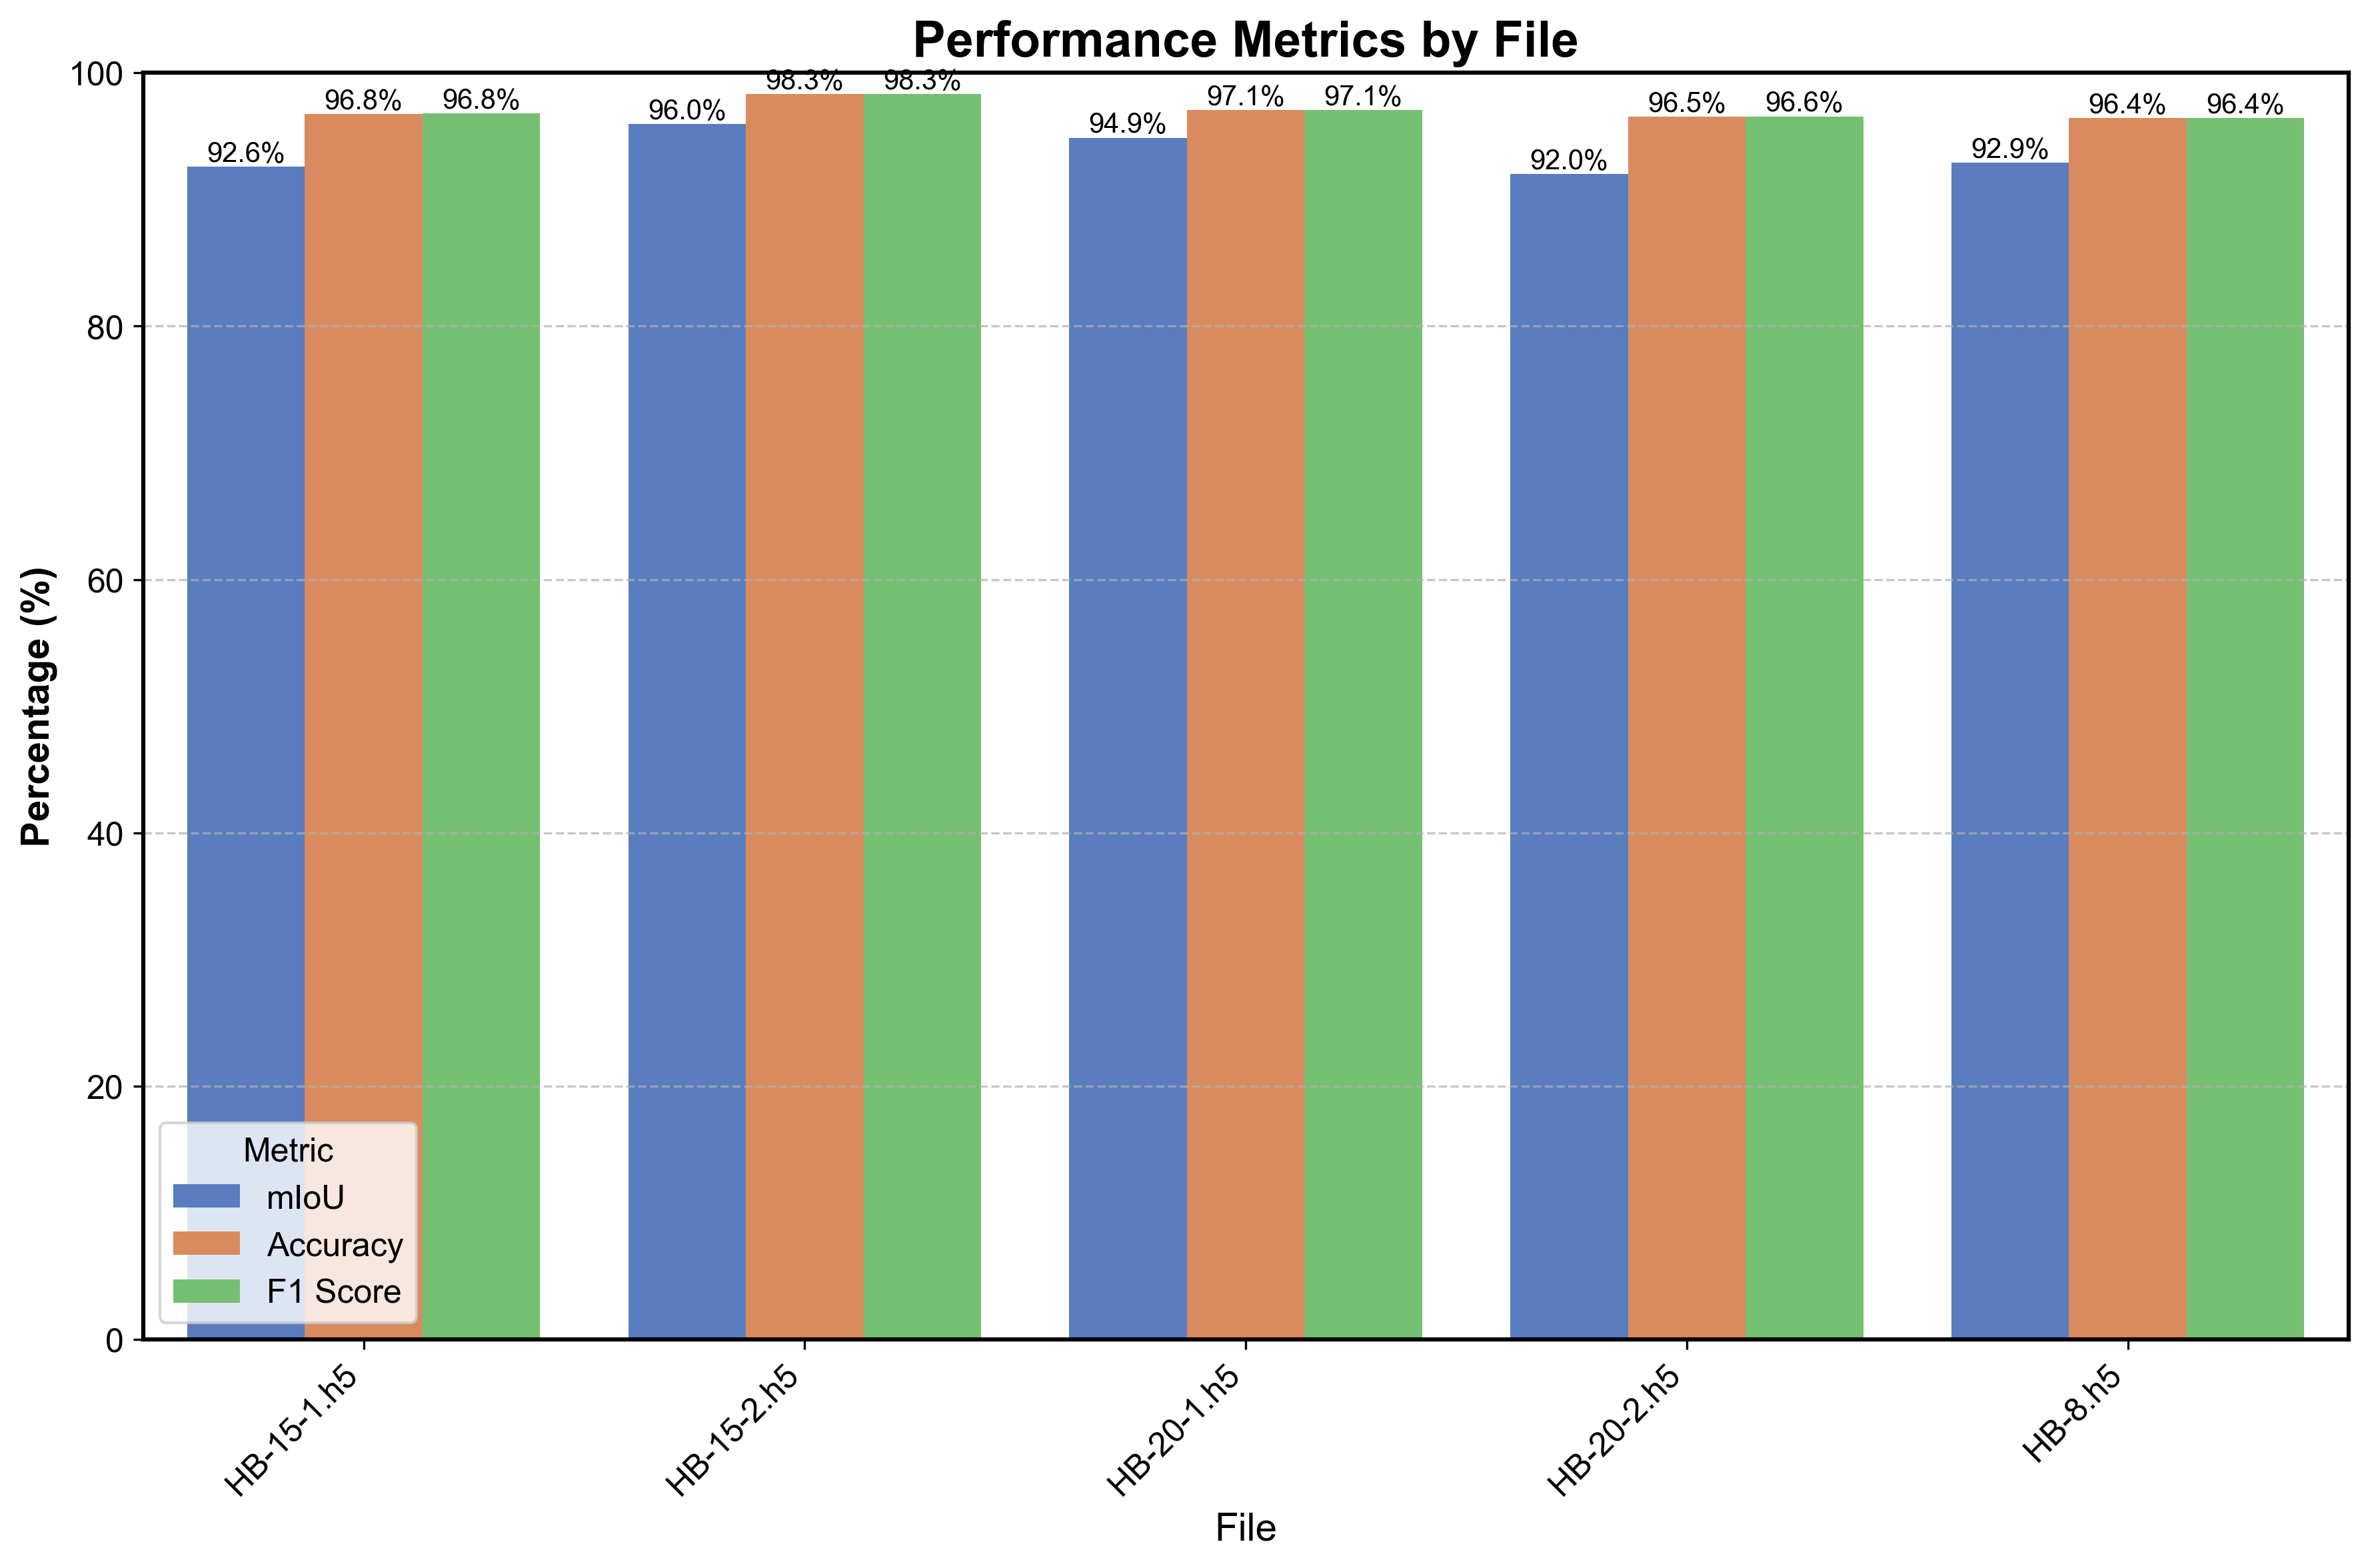 Performance Metrics by File
Percentage (%)
100
80
60
40
20
0
92.6%
96.8%
96.8%
96.0%
98.3%
98.3%
94.9%
97.1%
97.1%
92.0%
96.5%
96.6%
92.9%
96.4%
96.4%
Metric
mIoU
Accuracy
F1 Score
HB-15-1.h5
HB-15-2.h5
HB-20-1.h5
HB-20-2.h5
HB-8.h5
File